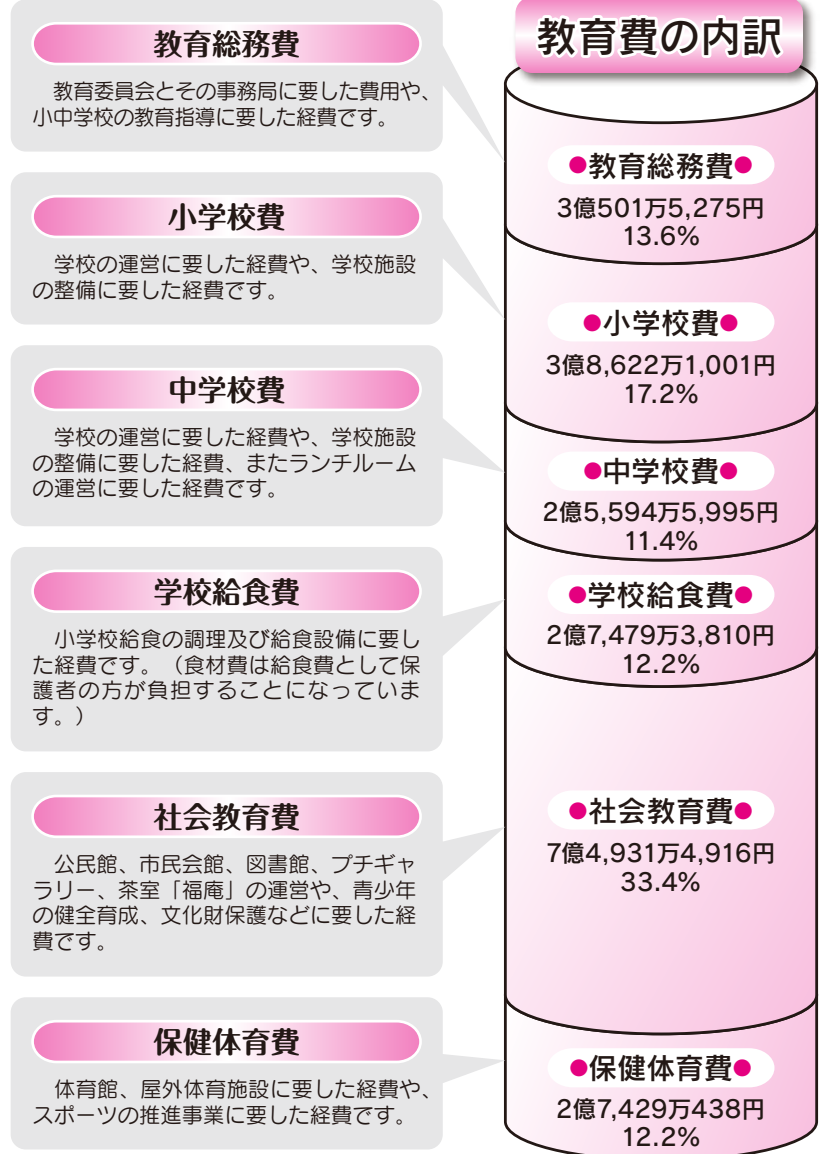 教育総務費
教育委員会とその事務局に要した費用や、
小中学校の教育指導に要した経費です。
小学校費
学校の運営に要した経費や、学校施設
の整備に要した経費です。
中学校費
学校の運営に要した経費や、学校施設
の整備に要した経費、またランチルーム
の運営に要した経費です。
学校給食費
小学校給食の調理及び給食設備に要し
た経費です。（食材費は給食費として保
護者の方が負担することになっていま
す。）
社会教育費
公民館、市民会館、図書館、プチギャ
ラリー、茶室「福庵」の運営や、青少年
の健全育成、文化財保護などに要した経
費です。
保健体育費
体育館、屋外体育施設に要した経費や、
スポーツの推進事業に要した経費です。
教育費の内訳
●教育総務費●
3億501万5,275円
13.6%
●小学校費●
3億8,622万1,001円
17.2%
●中学校費●
2億5,594万5,995円
11.4%
●学校給食費●
2億7,479万3,810円
12.2%
●社会教育費●
7億4,931万4,916円
33.4%
●保健体育費●
2億7,429万438円
12.2%